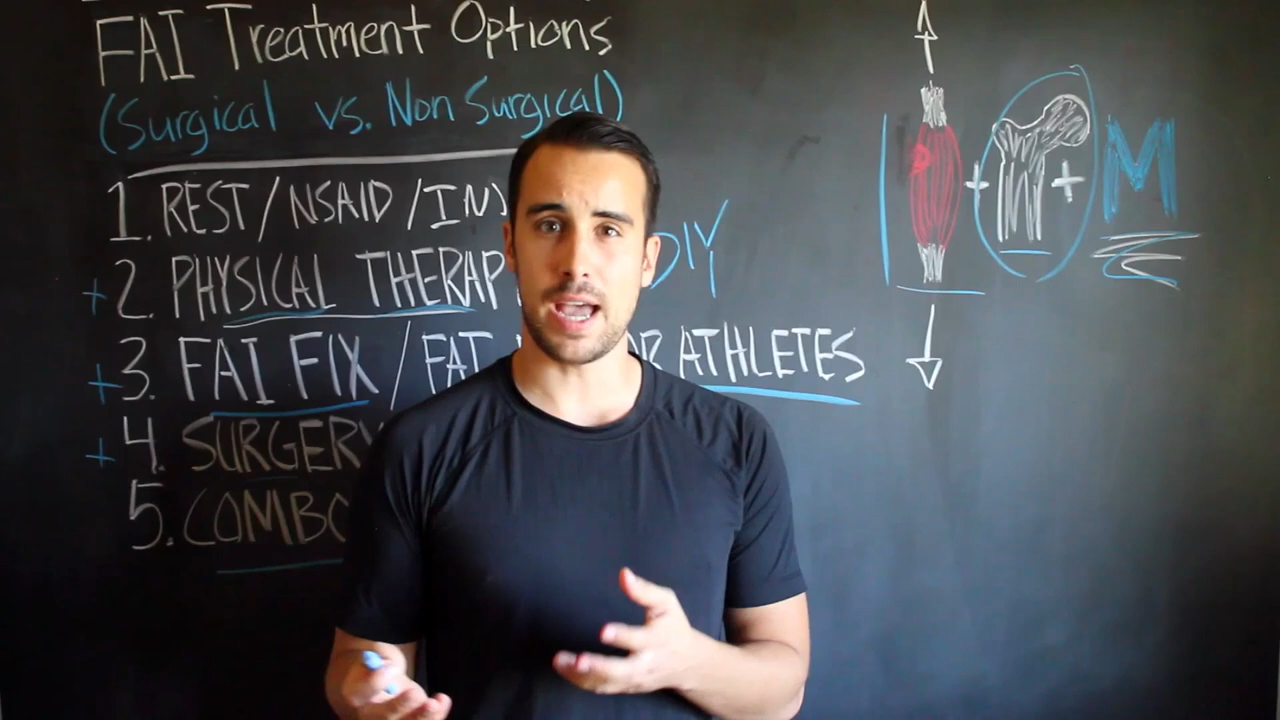 FAI Treatment Options
(Surgical vs. Non Surgical)
1. REST/NSAID/INJ
+2. PHYSICAL THERAP DIY
+3. FAI FIX/FAI ATHLETES
+4. SURGERY
5. COMBO
+ + M